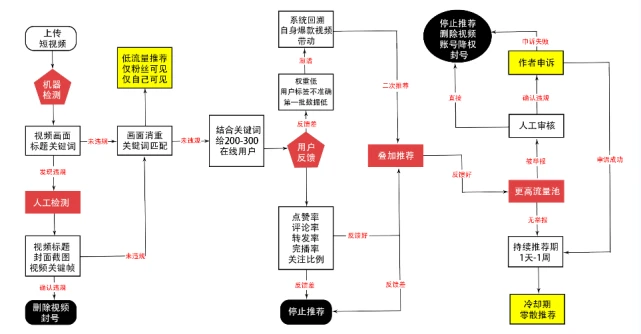 上传
短视频
机器
检测
视频画面
标题关键词
未违规
发现违规
人工检测
视频标题
封面截图
视频关键帧
未违规
确认违规
删除视频
封号
低流量推荐
仅粉丝可见
仅自己可见
画面消重
关键词匹配
未违规
结合关键词
给200-300
在线用户
系统回溯
自身爆款视频
带动
权重低
用户标签不准确
第一批数据低
反馈差
用户
反馈
点赞率
评论率
转发率
完播率
关注比例
反馈好
反馈差
停止推荐
二次推荐
叠加推荐
反馈差
反馈好
停止推荐
删除视频
账号降权
封号
申诉失败
作者申诉
直接
确认违规
人工审核
被举报
更高流量池
申诉成功
无举报
持续推荐期
1天-1周
冷却期
零散推荐